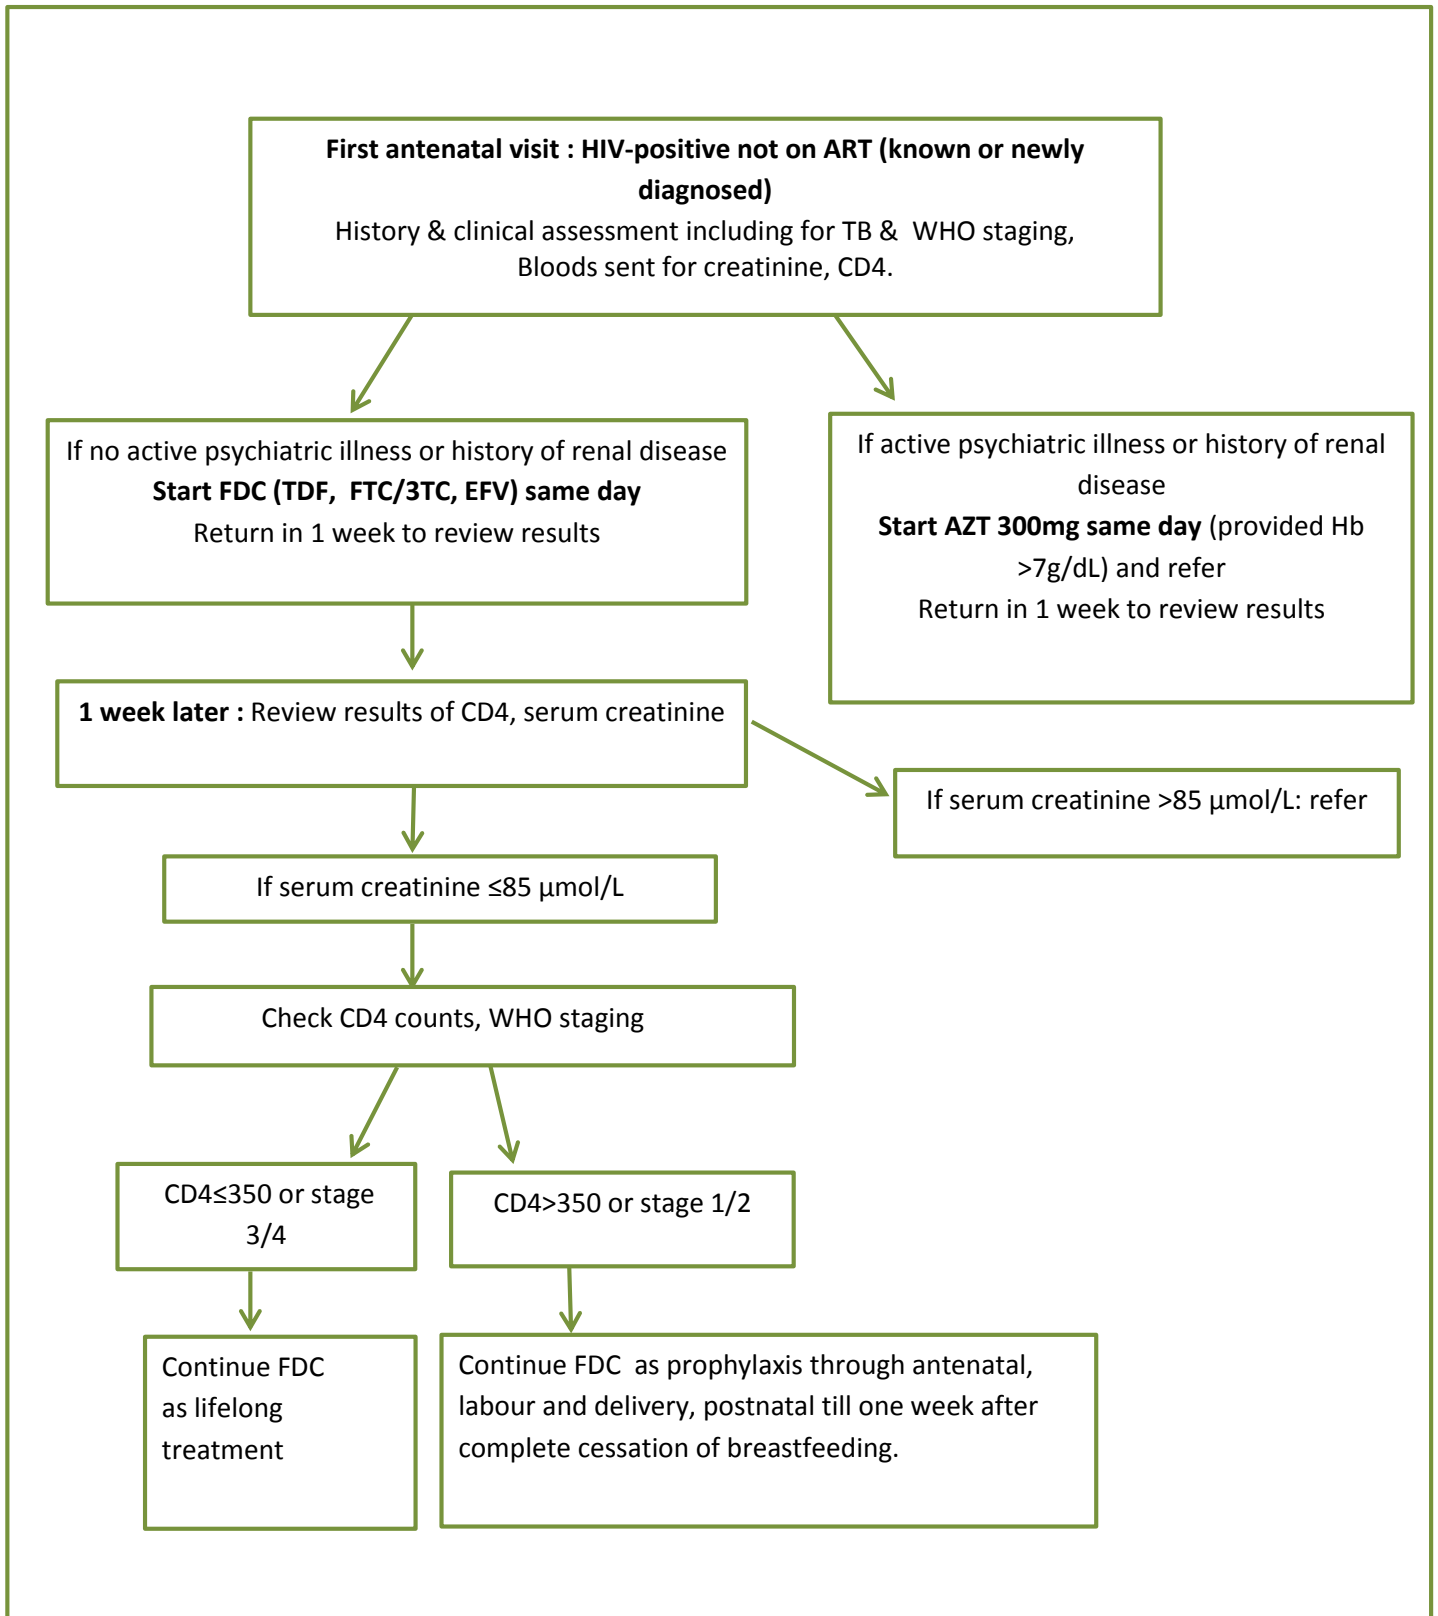 First antenatal visit : HIV-positive not on ART (known or newly
diagnosed)
History & clinical assessment including for TB & WHO staging,
Bloods sent for creatinine, CD4.
If no active psychiatric illness or history of renal disease
Start FDC (TDF, FTC/3TC, EFV) same day
Return in 1 week to review results
If active psychiatric illness or history of renal
disease
Start AZT 300mg same day (provided Hb
>7g/dL) and refer
Return in 1 week to review results
1 week later : Review results of CD4, serum creatinine
If serum creatinine >85 µmol/L: refer
If serum creatinine ≤85 µmol/L
Check CD4 counts, WHO staging
CD4≤350 or stage
3/4
CD4>350 or stage 1/2
Continue FDC
as lifelong
treatment
Continue FDC as prophylaxis through antenatal,
labour and delivery, postnatal till one week after
complete cessation of breastfeeding.